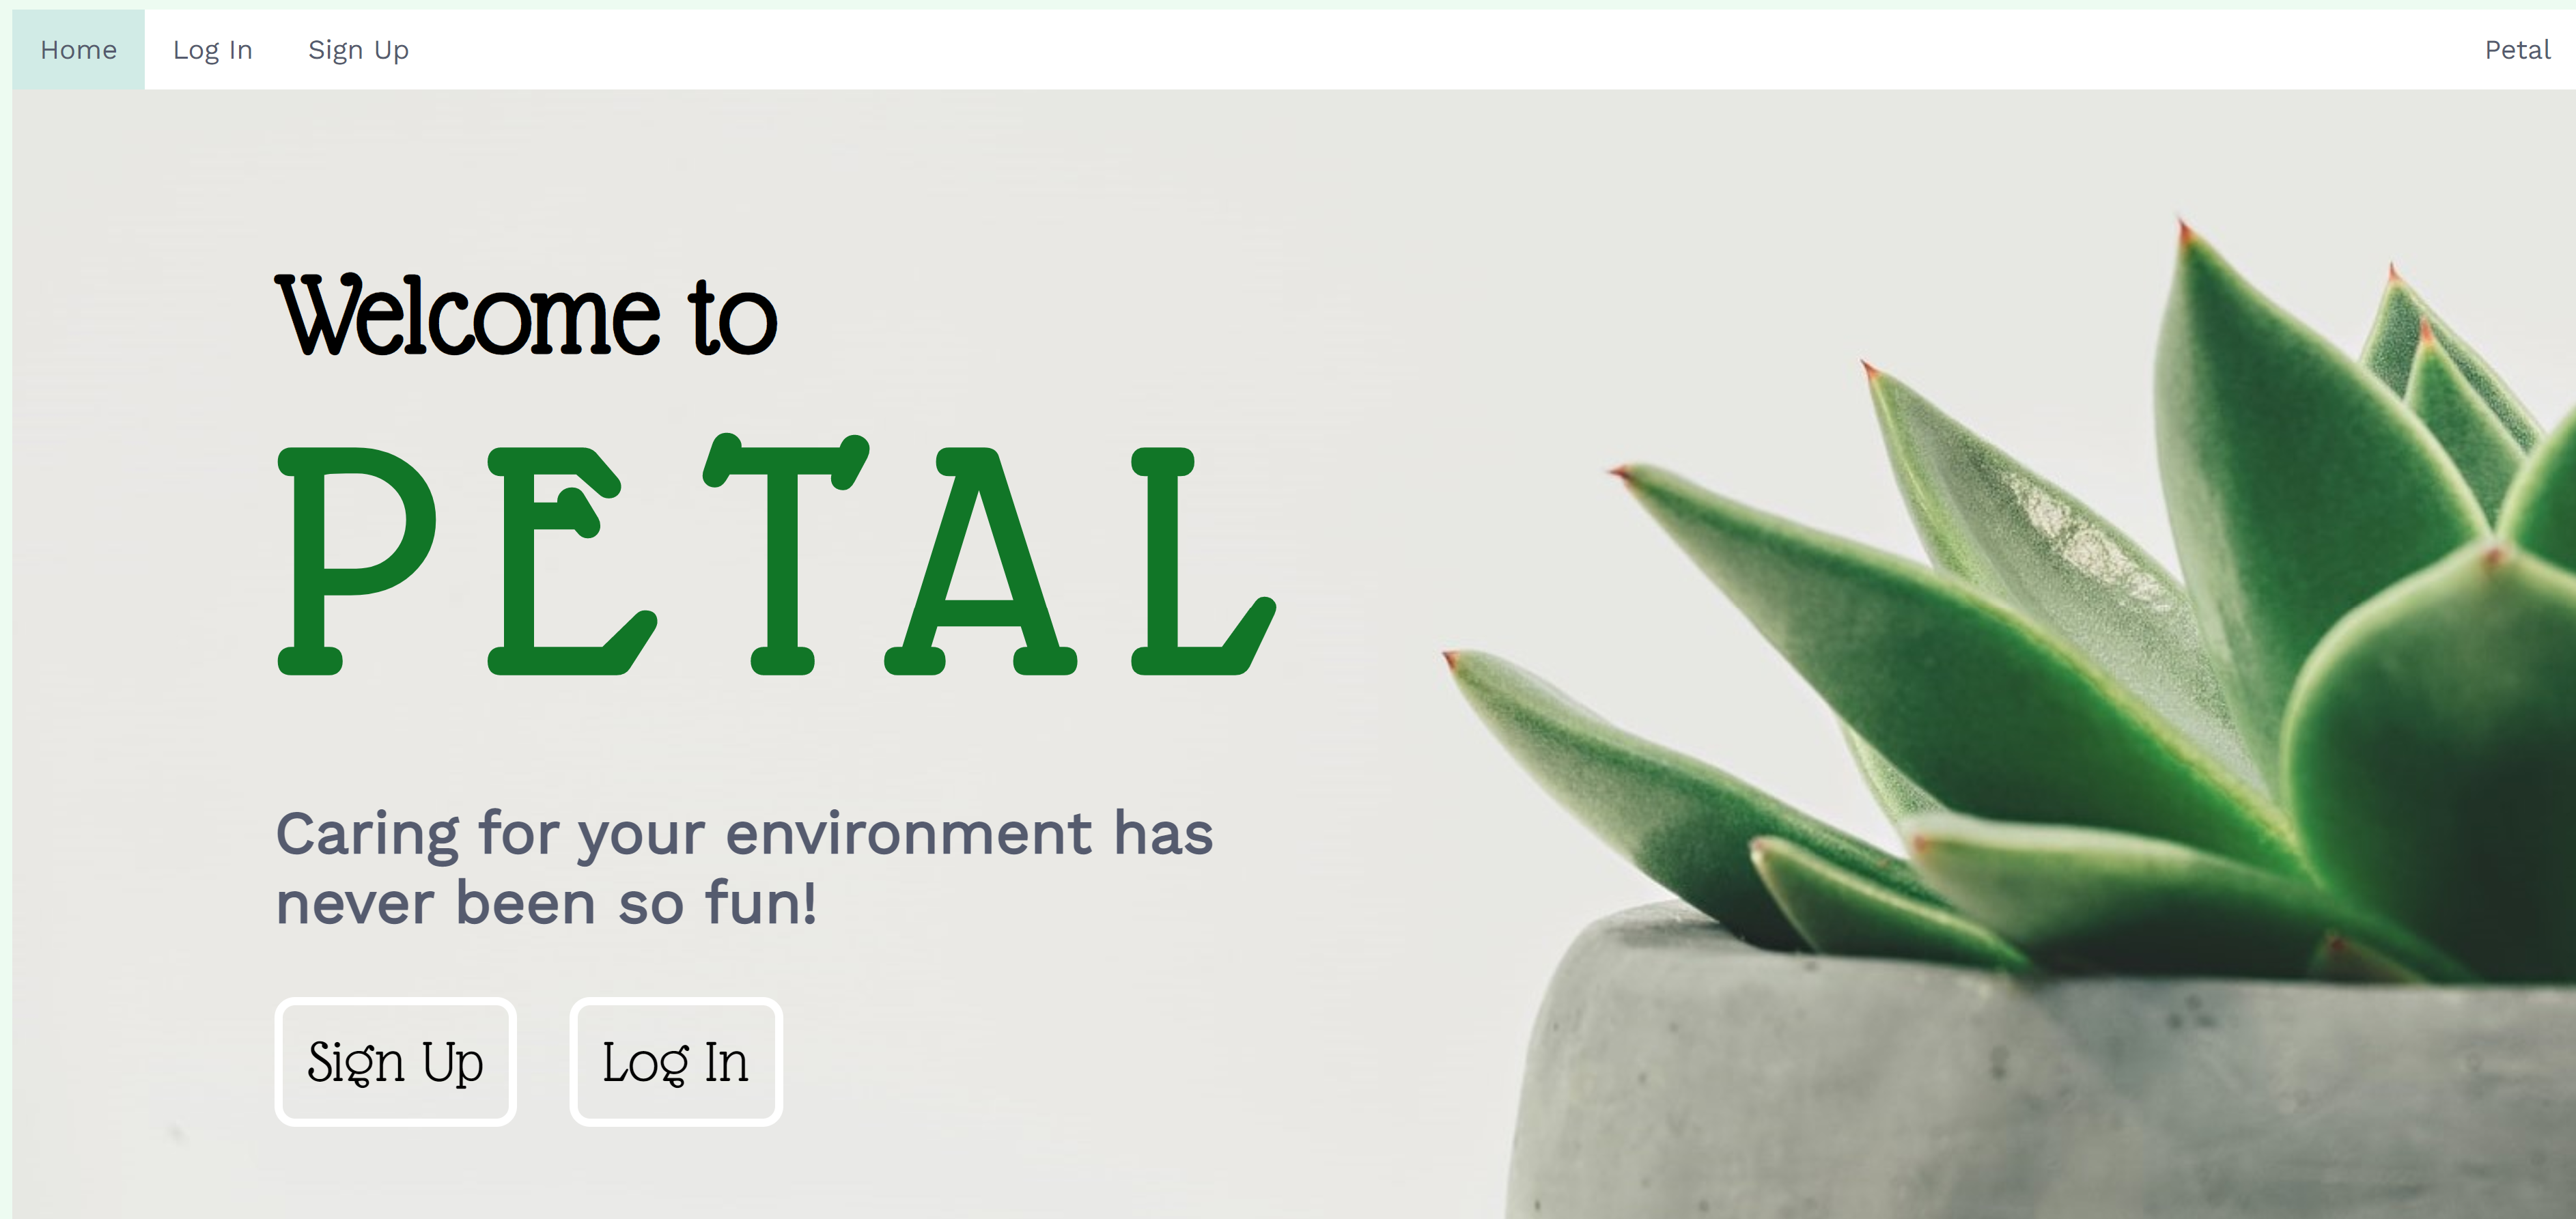 Home Log In Sign Up Petal
Welcome to
PETAL
Caring for your environment has
never been so fun!
Sign Up Log In